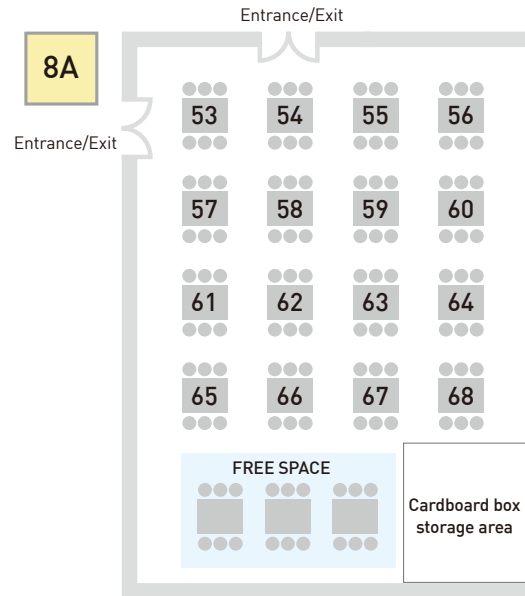 Entrance/Exit
8A
Entrance/Exit
53 54 55 56
57 58 59 60
61 62 63 64
65 66 67 68
FREE SPACE
Cardboard box
storage area